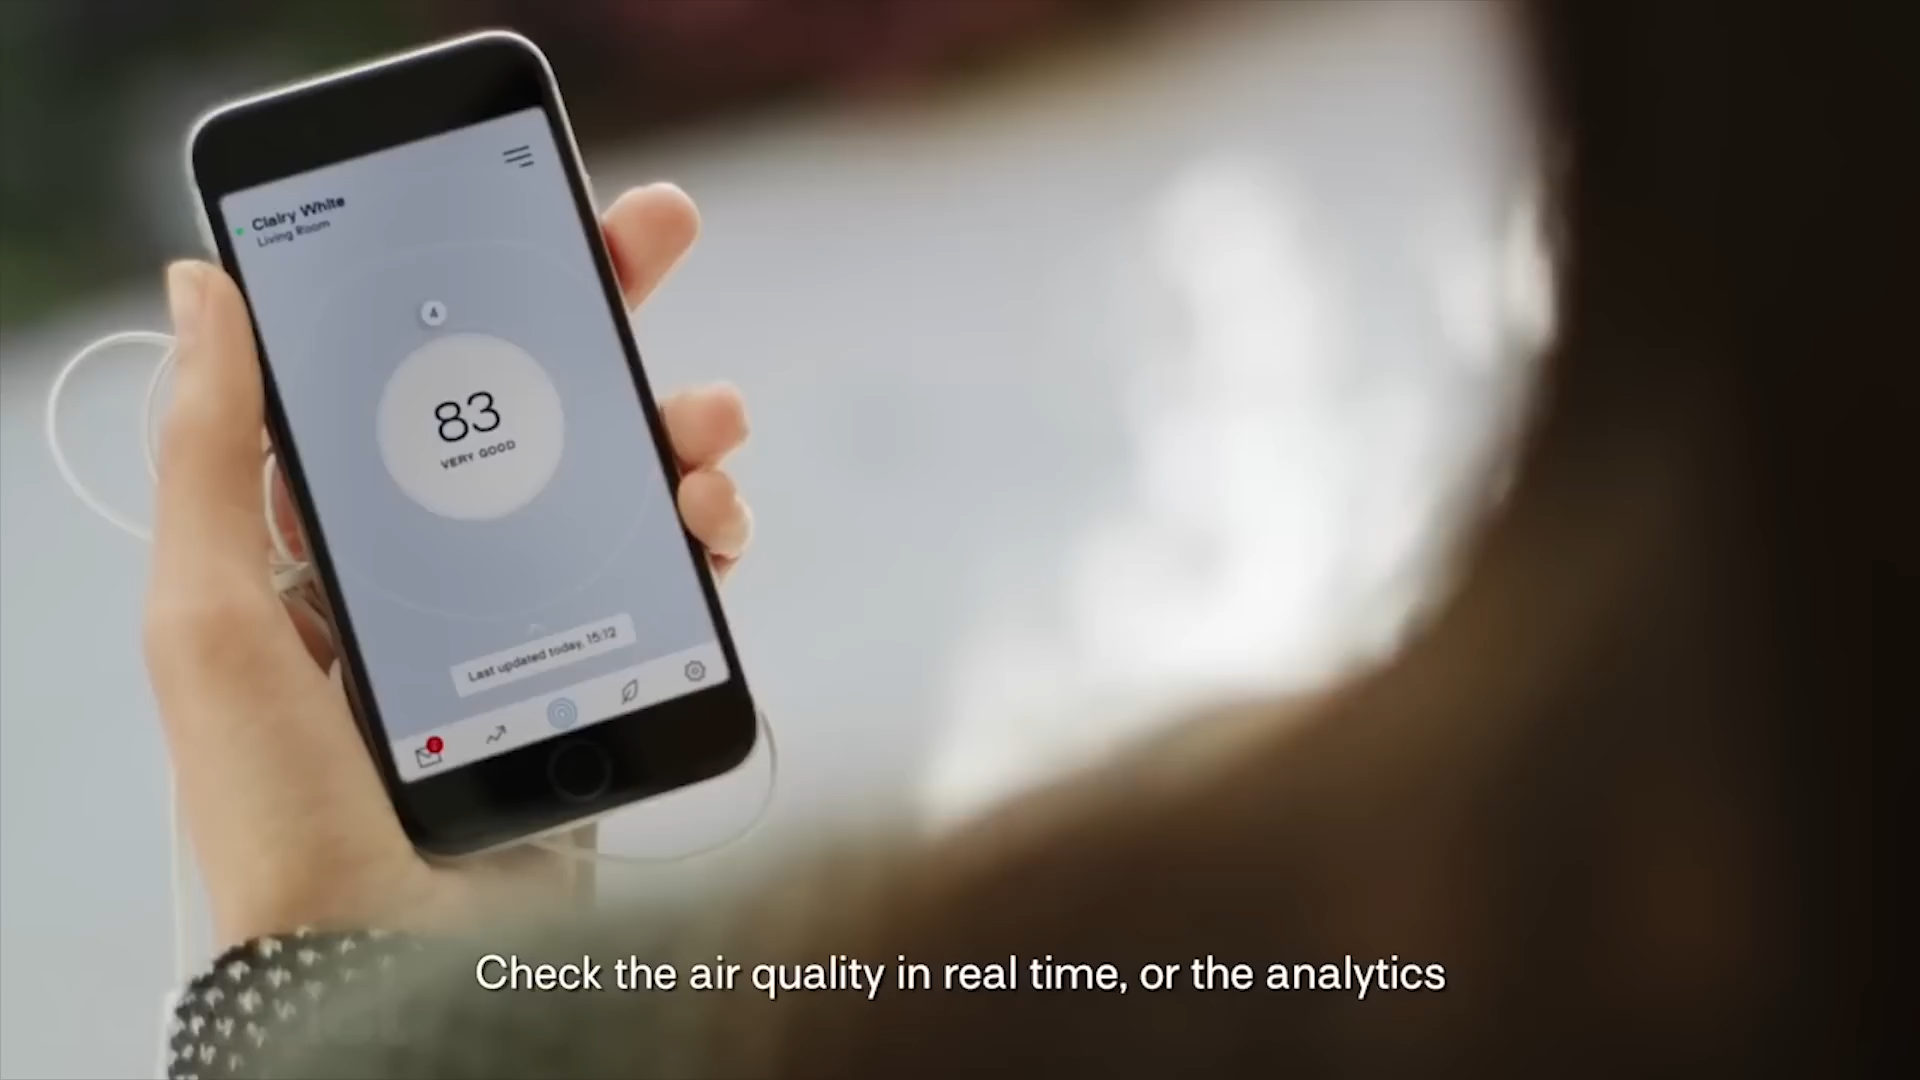 Clairy White
Living Room
4
83
VERY GOOD
Last updated today, 15:12
Check the air quality in real time, or the analytics